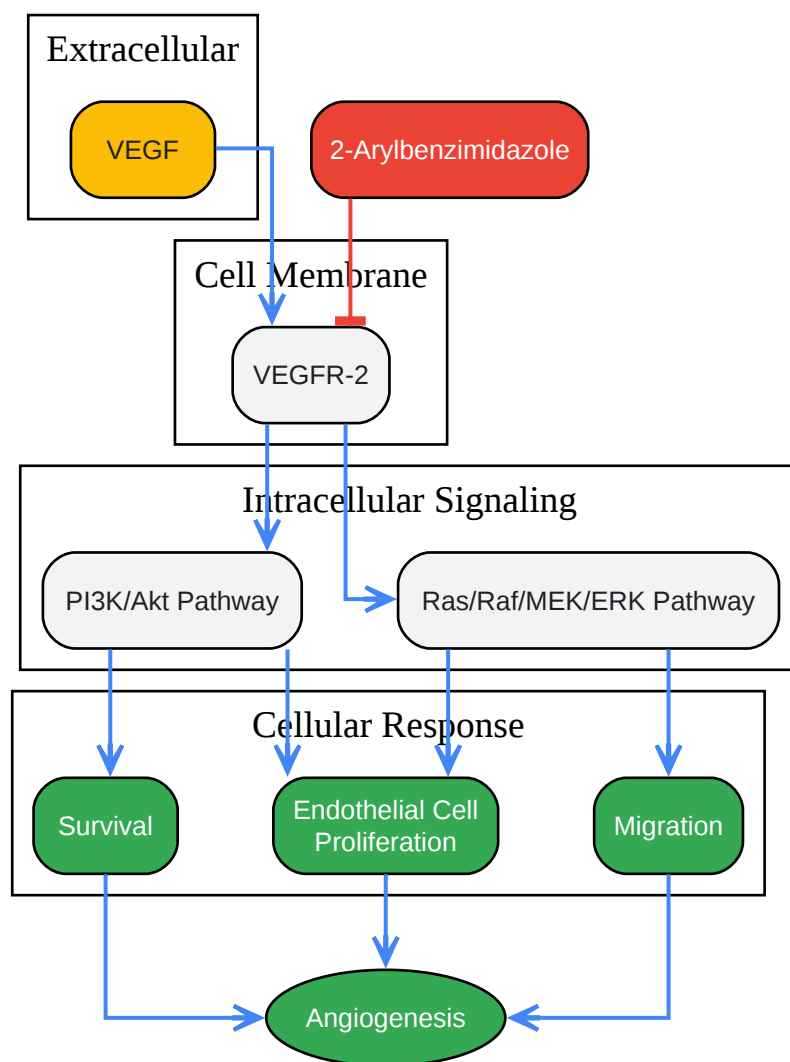 Extracellular
VEGF
2-Arylbenzimidazole
Cell Membrane
VEGFR-2
Intracellular Signaling
PI3K/Akt Pathway
Ras/Raf/MEK/ERK Pathway
Cellular Response
Survival
Endothelial Cell
Proliferation
Migration
Angiogenesis